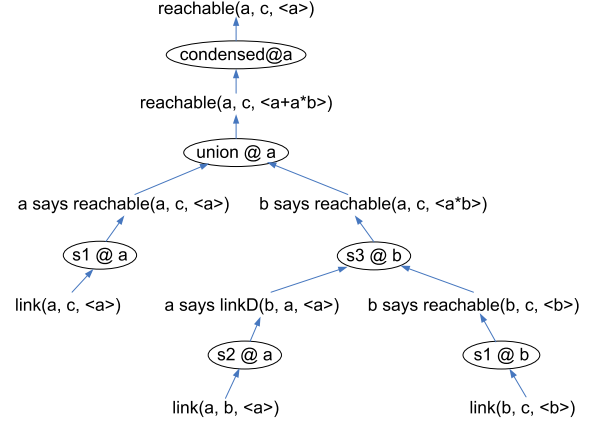 reachable(a, c, <a>)
condensed@a
reachable(a, c, <a+a*b>)
union @ a
a says reachable(a, c, <a>)
b says reachable(a, c, <a*b>)
s1 @ a
s3 @ b
link(a, c, <a>)
a says linkD(b, a, <a>)
b says reachable(b, c, <b>)
s2 @ a
s1 @ b
link(a, b, <a>)
link(b, c, <b>)